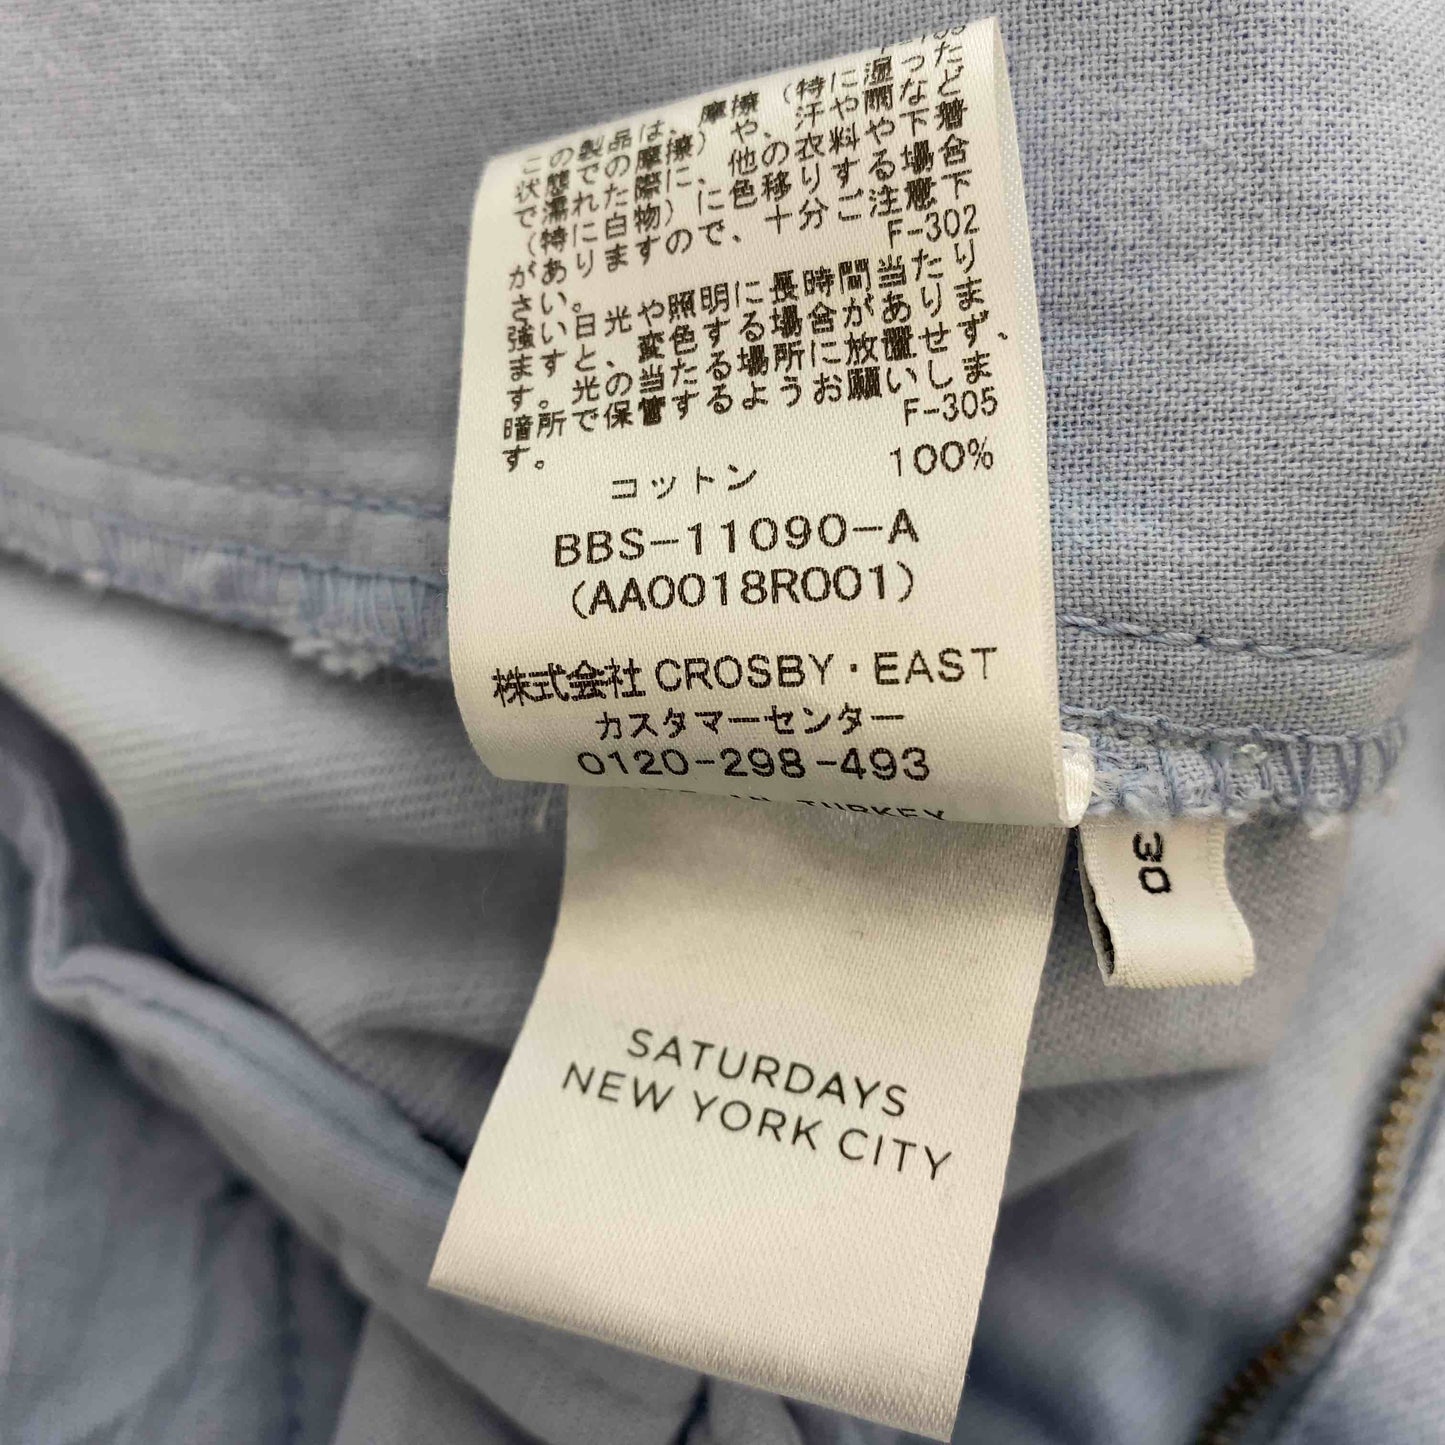 この製品は、摩擦(特に湿った
状態での摩擦)や、汗や雨など
で濡れた際に、他の衣料や下着
(特に白物)に色移りする場合
がありますので、十分ご注意下
さい。
F-302
強い日光や照明に長時間当たり
ますと、変色する場合がありま
す。光の当たる場所に放置せず、
暗所で保管するようお願いしま
す。
F-305
コットン 100%
BBS-11090-A
(AA0018R001)
株式会社 CROSBY・EAST
カスタマーセンター
0120-298-493
TURKEY
30
SATURDAYS
NEW YORK CITY